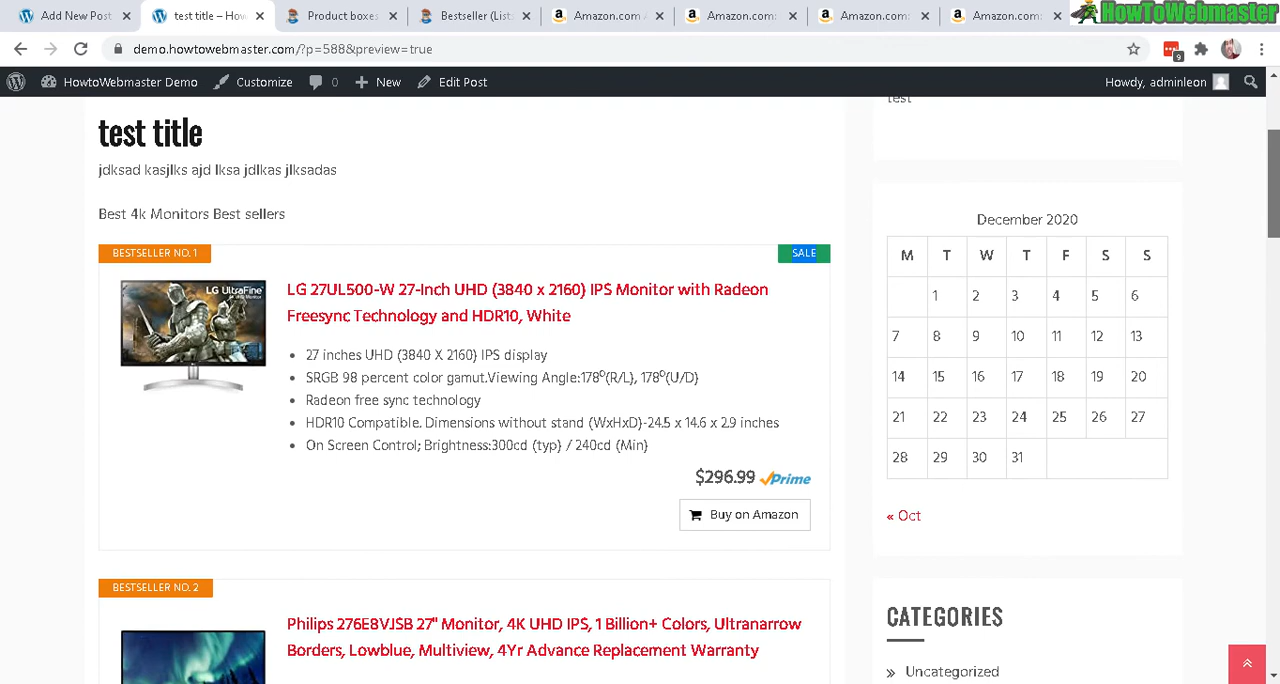 Add New Post
test title – How
Product boxes
Bestseller (List
Amazon.com
Amazon.com:
Amazon.com:
Amazon.com:
HowToWebmaster
demo.howtowebmaster.com/?p=588&preview=true
9
HowtoWebmaster Demo
Customize
0
New
Edit Post
Howdy, adminleon
test title
jdksad kasjlks ajd lksa jdlkas jlksadas
Best 4k Monitors Best sellers
BESTSELLER NO. 1
SALE
LG UltraFine
LG 27UL500-W 27-Inch UHD (3840 x 2160) IPS Monitor with Radeon
Freesync Technology and HDR10, White
27 inches UHD (3840 X 2160) IPS display
SRGB 98 percent color gamut.Viewing Angle:178º(R/L), 178º(U/D)
Radeon free sync technology
HDR10 Compatible. Dimensions without stand (WxHxD)-24.5 x 14.6 x 2.9 inches
On Screen Control; Brightness:300cd (typ) / 240cd (Min)
$296.99 Prime
Buy on Amazon
BESTSELLER NO. 2
Philips 276E8VJSB 27" Monitor, 4K UHD IPS, 1 Billion+ Colors, Ultranarrow
Borders, Lowblue, Multiview, 4Yr Advance Replacement Warranty
test
December 2020
M T W T F S S
1 2 3 4 5 6
7 8 9 10 11 12 13
14 15 16 17 18 19 20
21 22 23 24 25 26 27
28 29 30 31
« Oct
CATEGORIES
» Uncategorized